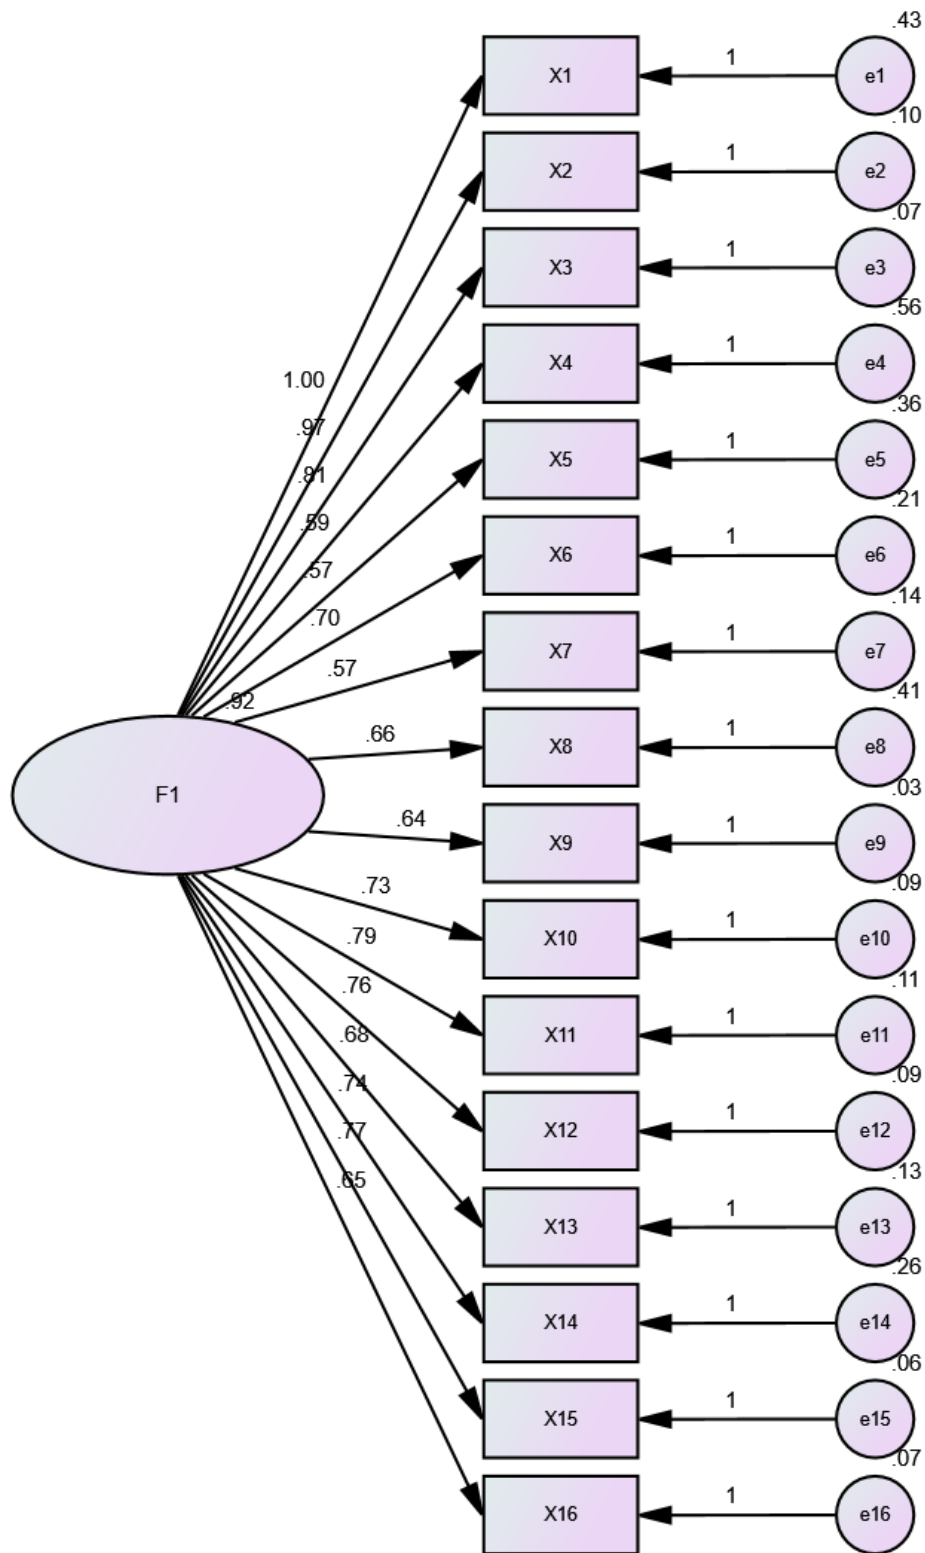 .43
X1
1
e1
.10
X2
1
e2
.07
X3
1
e3
.56
X4
1
e4
.36
X5
1
e5
.21
X6
1
e6
.14
X7
1
e7
.41
X8
1
e8
.03
X9
1
e9
.09
X10
1
e10
.11
X11
1
e11
.09
X12
1
e12
.13
X13
1
e13
.26
X14
1
e14
.06
X15
1
e15
.07
X16
1
e16
1.00
.97
.81
.59
.57
.70
.57
.92
.66
F1
.64
.73
.79
.76
.68
.74
.77
.65